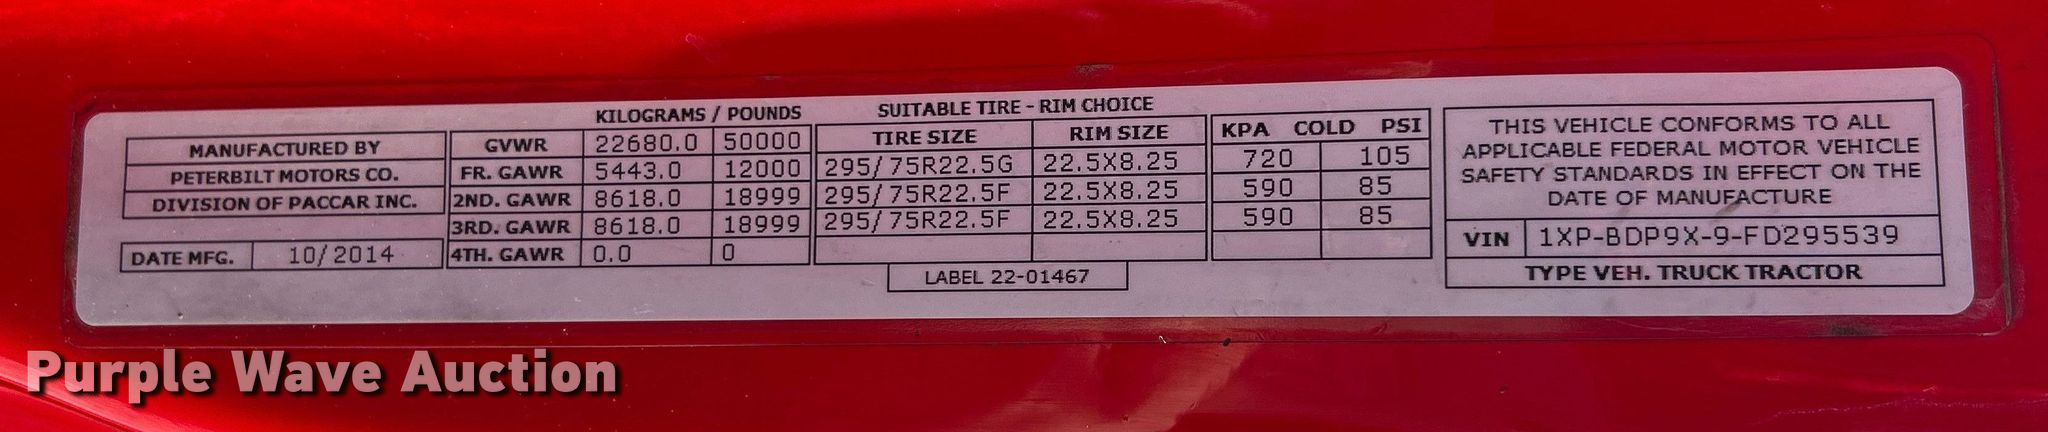 KILOGRAMS / POUNDS
SUITABLE TIRE - RIM CHOICE
MANUFACTURED BY
PETERBILT MOTORS CO.
DIVISION OF PACCAR INC.
DATE MFG. 10/2014
GVWR 22680.0 50000
FR. GAWR 5443.0 12000
2ND. GAWR 8618.0 18999
3RD. GAWR 8618.0 18999
4TH. GAWR 0.0 0
TIRE SIZE RIM SIZE
295/75R22.5G 22.5X8.25
295/75R22.5F 22.5X8.25
295/75R22.5F 22.5X8.25
KPA COLD PSI
720 105
590 85
590 85
LABEL 22-01467
THIS VEHICLE CONFORMS TO ALL
APPLICABLE FEDERAL MOTOR VEHICLE
SAFETY STANDARDS IN EFFECT ON THE
DATE OF MANUFACTURE
VIN 1XP-BDP9X-9-FD295539
TYPE VEH. TRUCK TRACTOR
Purple Wave Auction